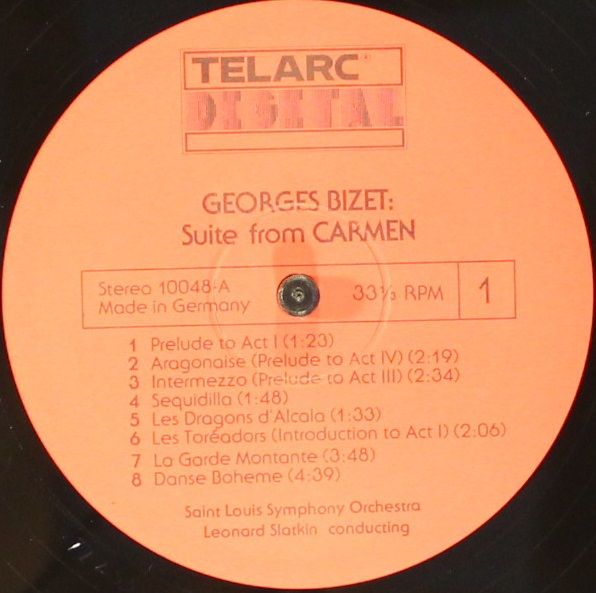 TELARC®
DIGITAL
GEORGES BIZET:
Suite from CARMEN
Stereo 10048-A
Made in Germany
33⅓ RPM
1
1 Prelude to Act I (1:23)
2 Aragonaise (Prelude to Act IV) (2:19)
3 Intermezzo (Prelude to Act III) (2:34)
4 Sequidilla (1:48)
5 Les Dragons d'Alcala (1:33)
6 Les Toréadors (Introduction to Act I) (2:06)
7 La Garde Montante (3:48)
8 Danse Boheme (4:39)
Saint Louis Symphony Orchestra
Leonard Slatkin conducting